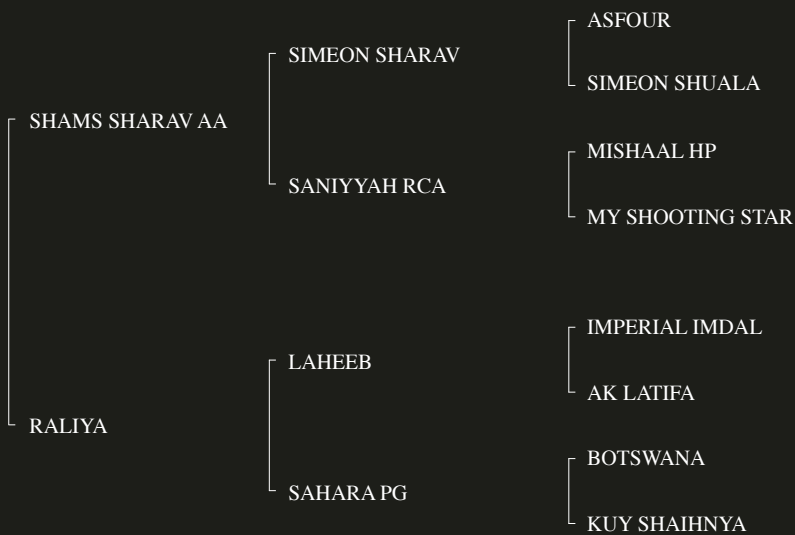 ASFOUR
SIMEON SHARAV
SIMEON SHUALA
SHAMS SHARAV AA
MISHAAL HP
SANIYYAH RCA
MY SHOOTING STAR
IMPERIAL IMDAL
LAHEEB
AK LATIFA
RALIYA
BOTSWANA
SAHARA PG
KUY SHAIHNYA